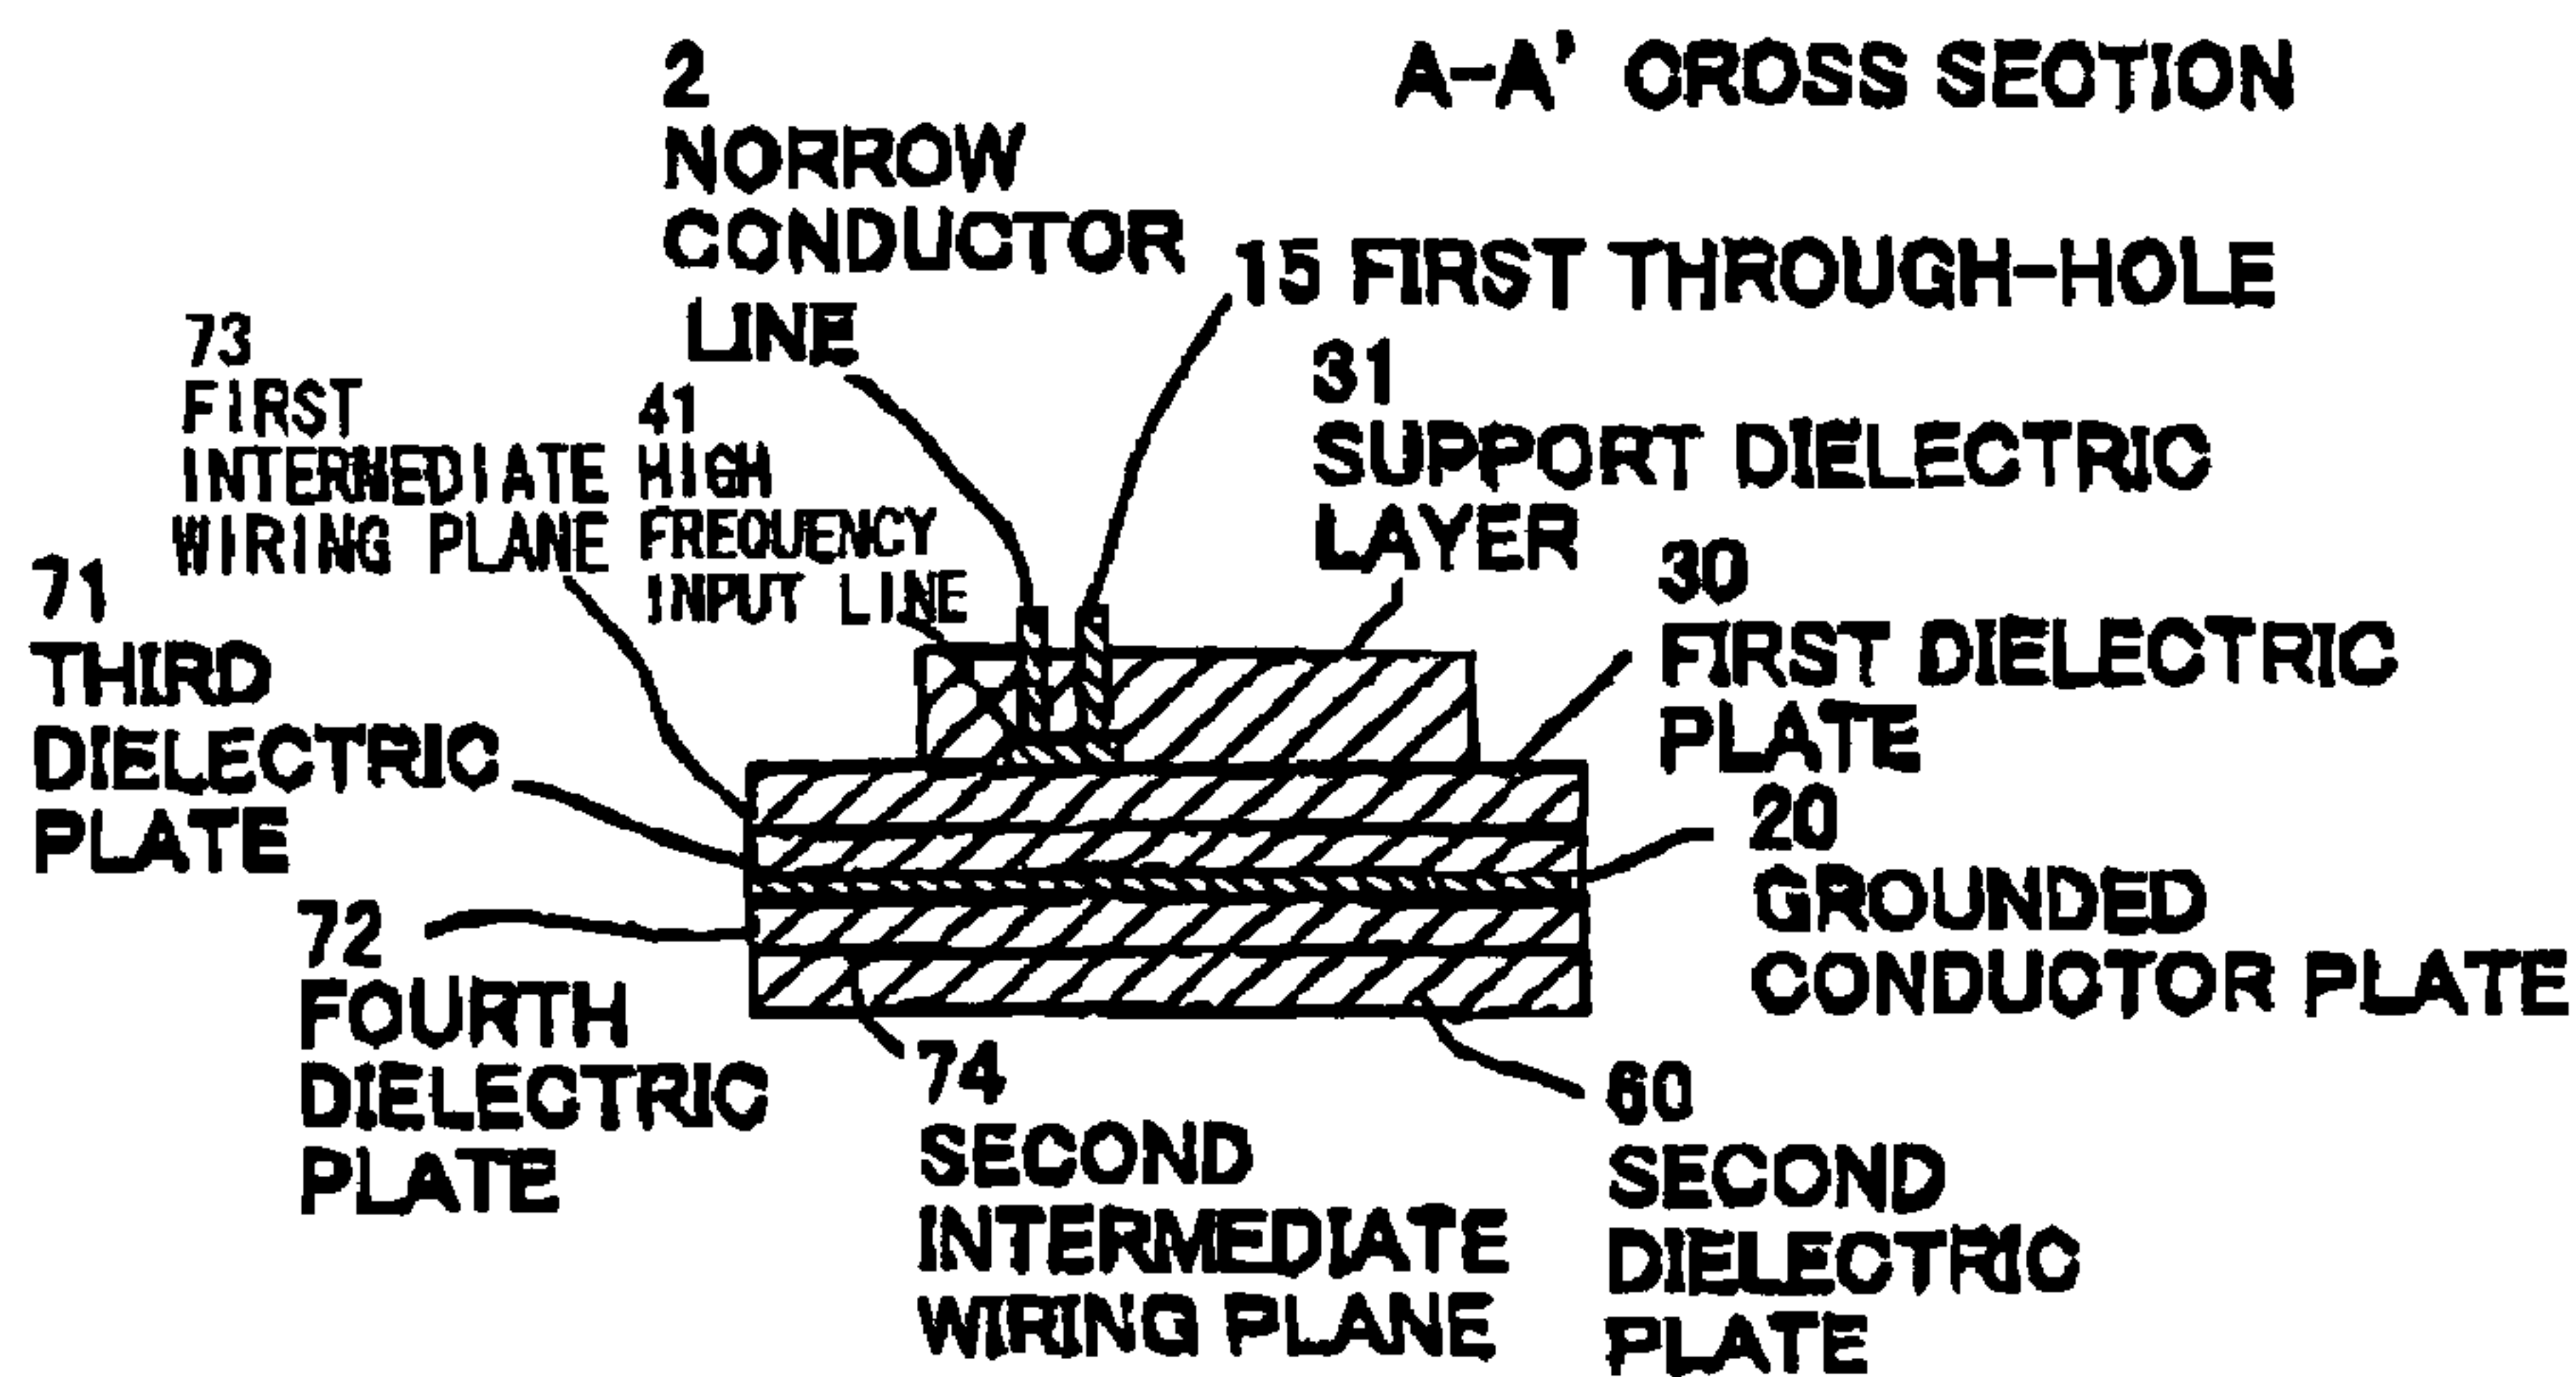 A-A' CROSS SECTION
2
NORROW
CONDUCTOR
LINE
15 FIRST THROUGH-HOLE
73
FIRST
INTERMEDIATE
WIRING PLANE
41
HIGH
FREQUENCY
INPUT LINE
31
SUPPORT DIELECTRIC
LAYER
71
THIRD
DIELECTRIC
PLATE
30
FIRST DIELECTRIC
PLATE
20
GROUNDED
CONDUCTOR PLATE
72
FOURTH
DIELECTRIC
PLATE
74
SECOND
INTERMEDIATE
WIRING PLANE
60
SECOND
DIELECTRIC
PLATE